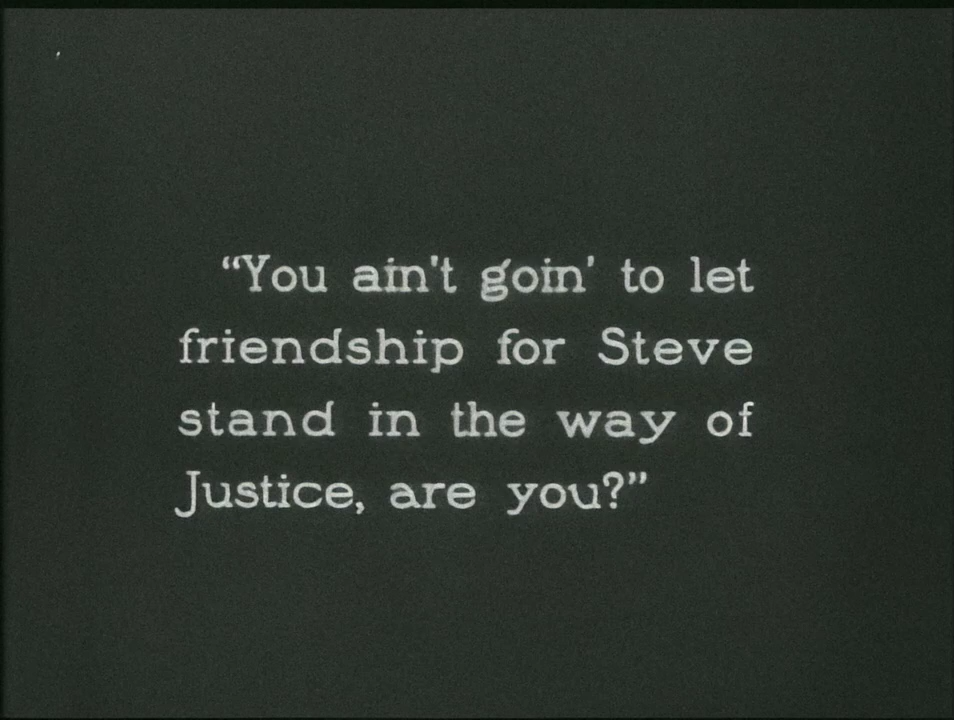 “You ain't goin’ to let
friendship for Steve
stand in the way of
Justice, are you?”